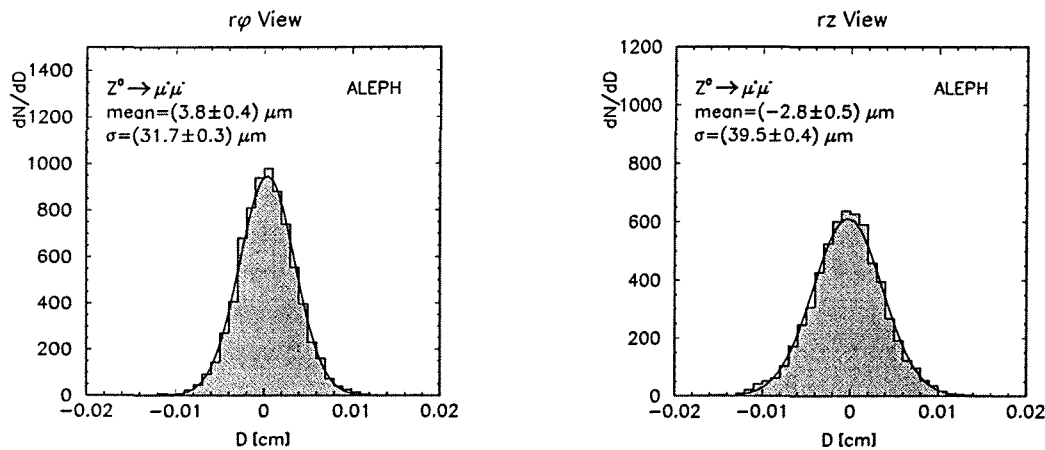 rφ View
dN/dD
1400
1200
1000
800
600
400
200
0
Z⁰ → μ⁺μ⁻
ALEPH
mean=(3.8±0.4) μm
σ=(31.7±0.3) μm
−0.02 −0.01 0 0.01 0.02
D [cm]
rz View
dN/dD
1200
1000
800
600
400
200
0
Z⁰ → μ⁺μ⁻
ALEPH
mean=(−2.8±0.5) μm
σ=(39.5±0.4) μm
−0.02 −0.01 0 0.01 0.02
D [cm]